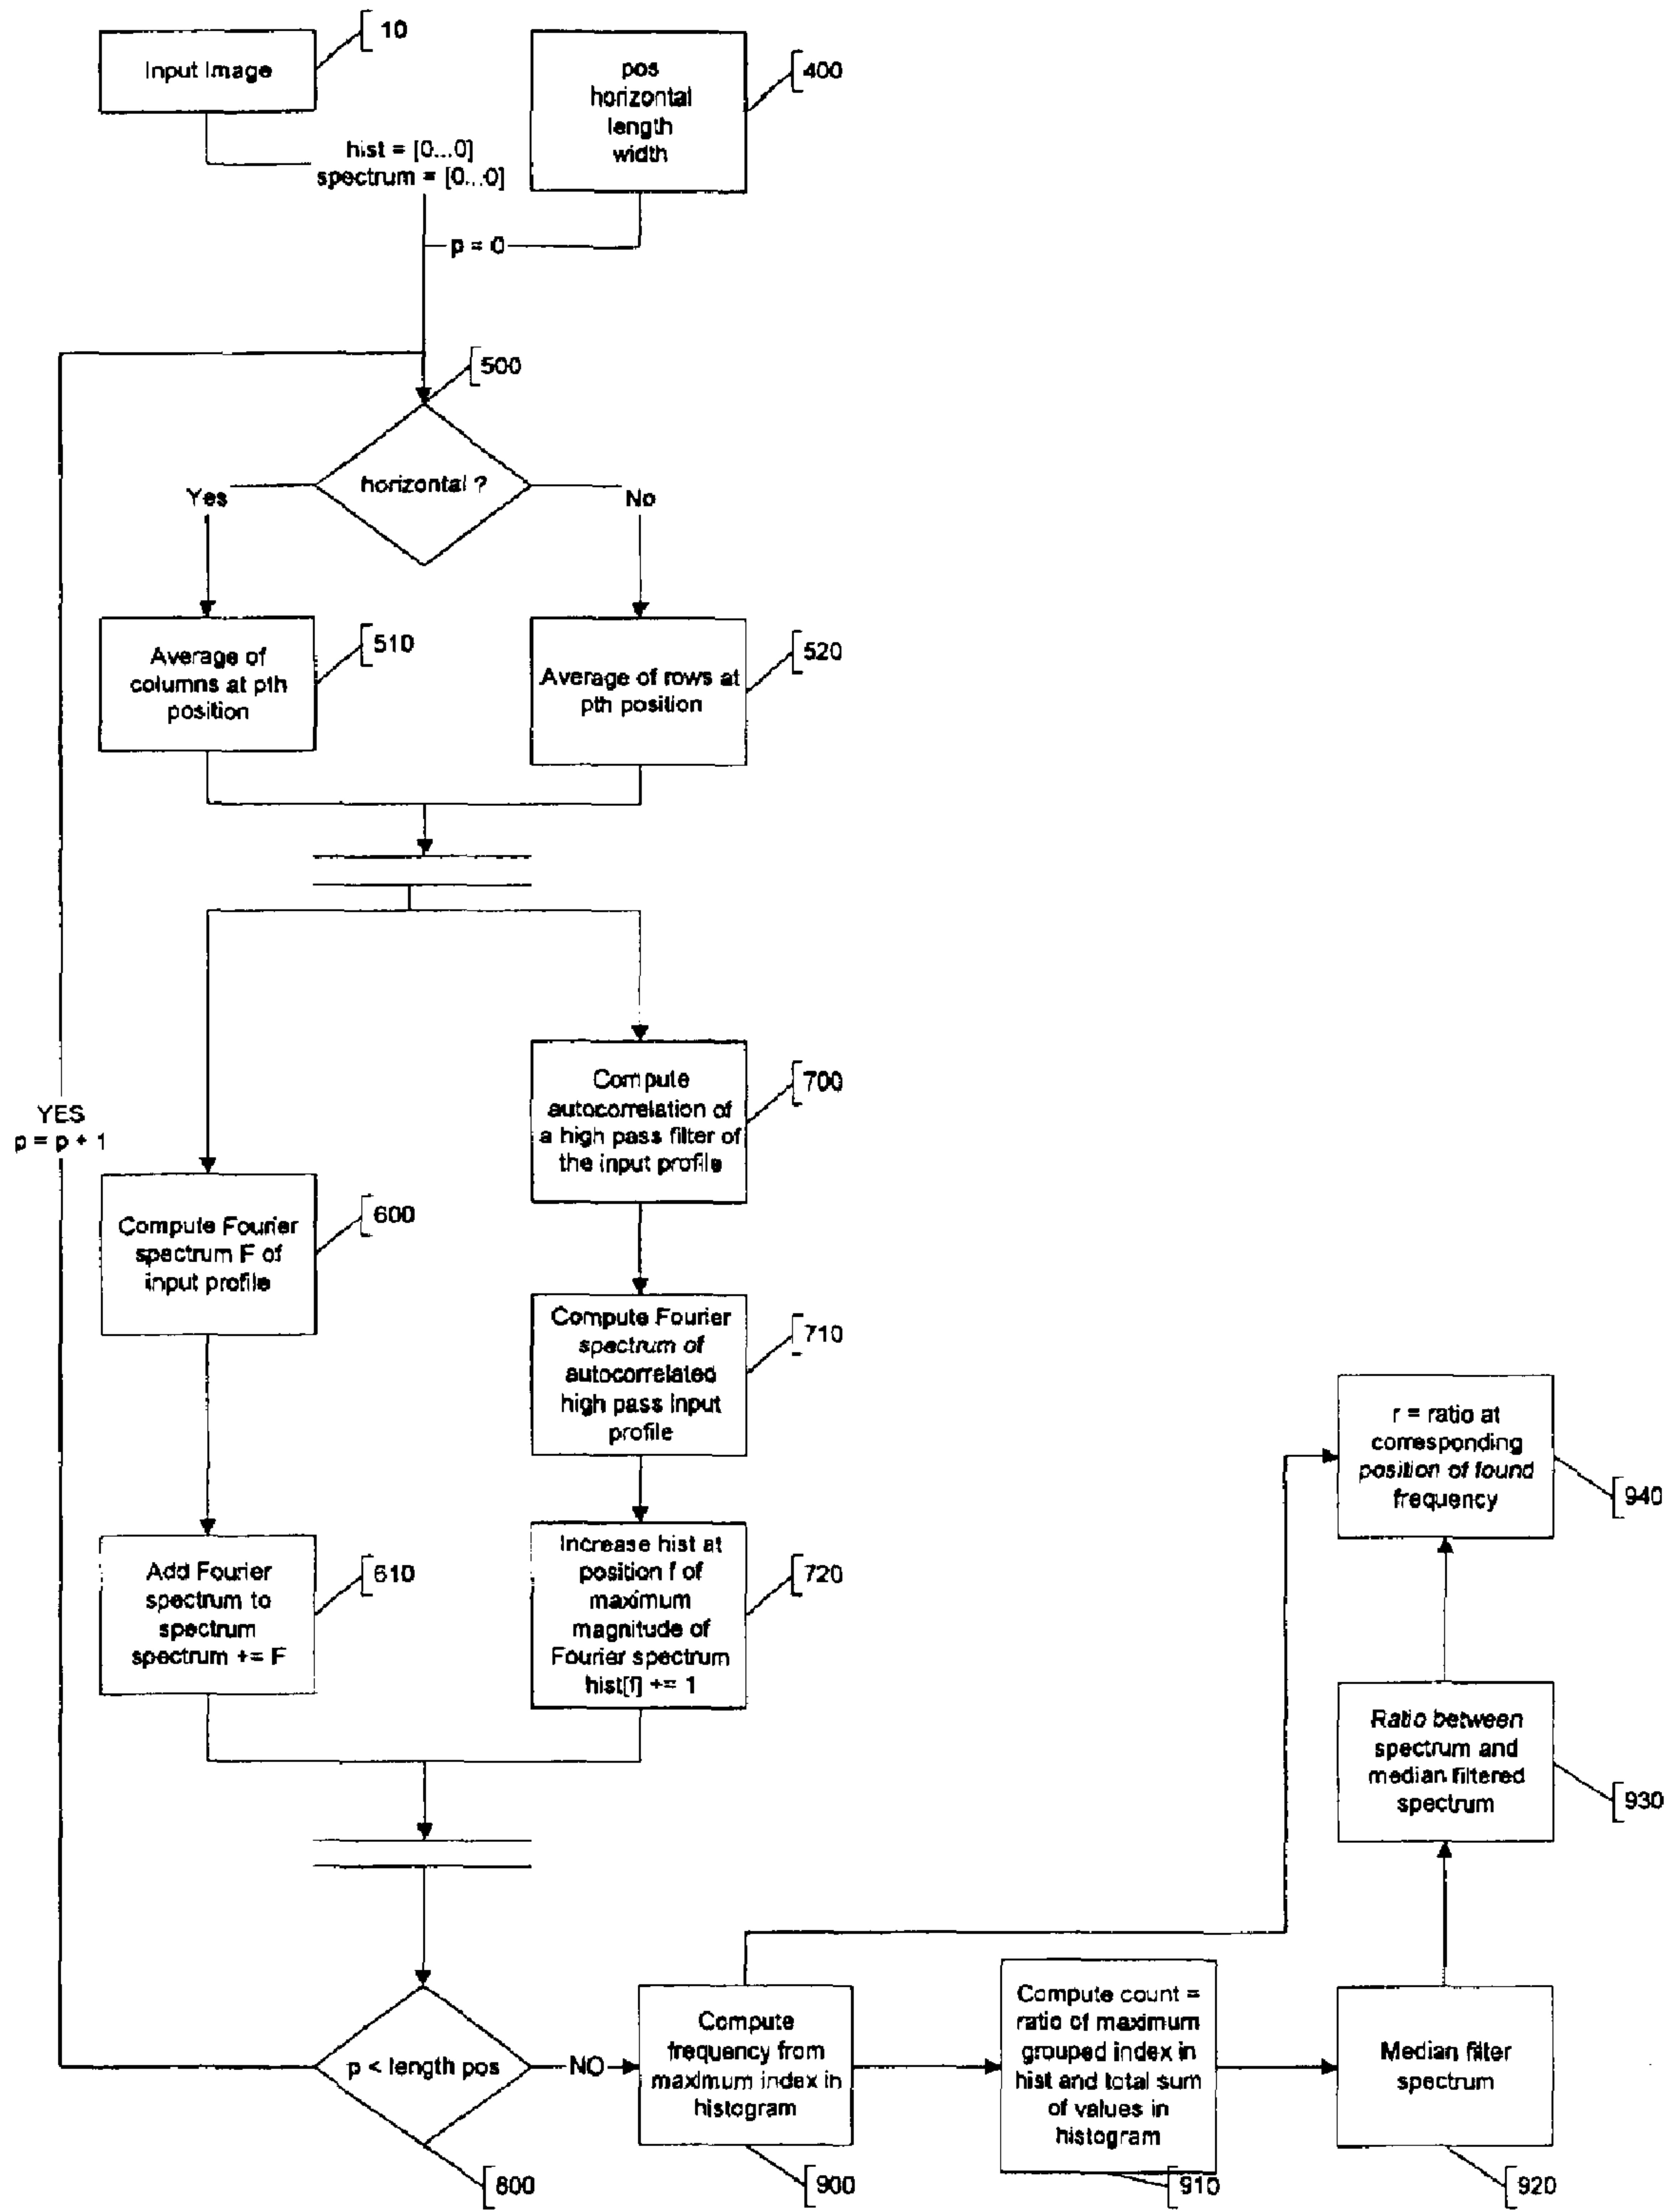 Input Image
10
pos
horizontal
length
width
400
hist = [0...0]
spectrum = [0...0]
p = 0
500
horizontal ?
Yes
No
Average of
columns at pth
position
510
Average of rows at
pth position
520
Compute
autocorrelation of
a high pass filter of
the input profile
700
YES
p = p + 1
Compute Fourier
spectrum F of
input profile
600
Compute Fourier
spectrum of
autocorrelated
high pass input
profile
710
r = ratio at
corresponding
position of found
frequency
940
Add Fourier
spectrum to
spectrum
spectrum += F
610
Increase hist at
position f of
maximum
magnitude of
Fourier spectrum
hist[f] += 1
720
Ratio between
spectrum and
median filtered
spectrum
930
p < length pos
800
NO
Compute
frequency from
maximum index in
histogram
900
Compute count =
ratio of maximum
grouped index in
hist and total sum
of values in
histogram
910
Median filter
spectrum
920